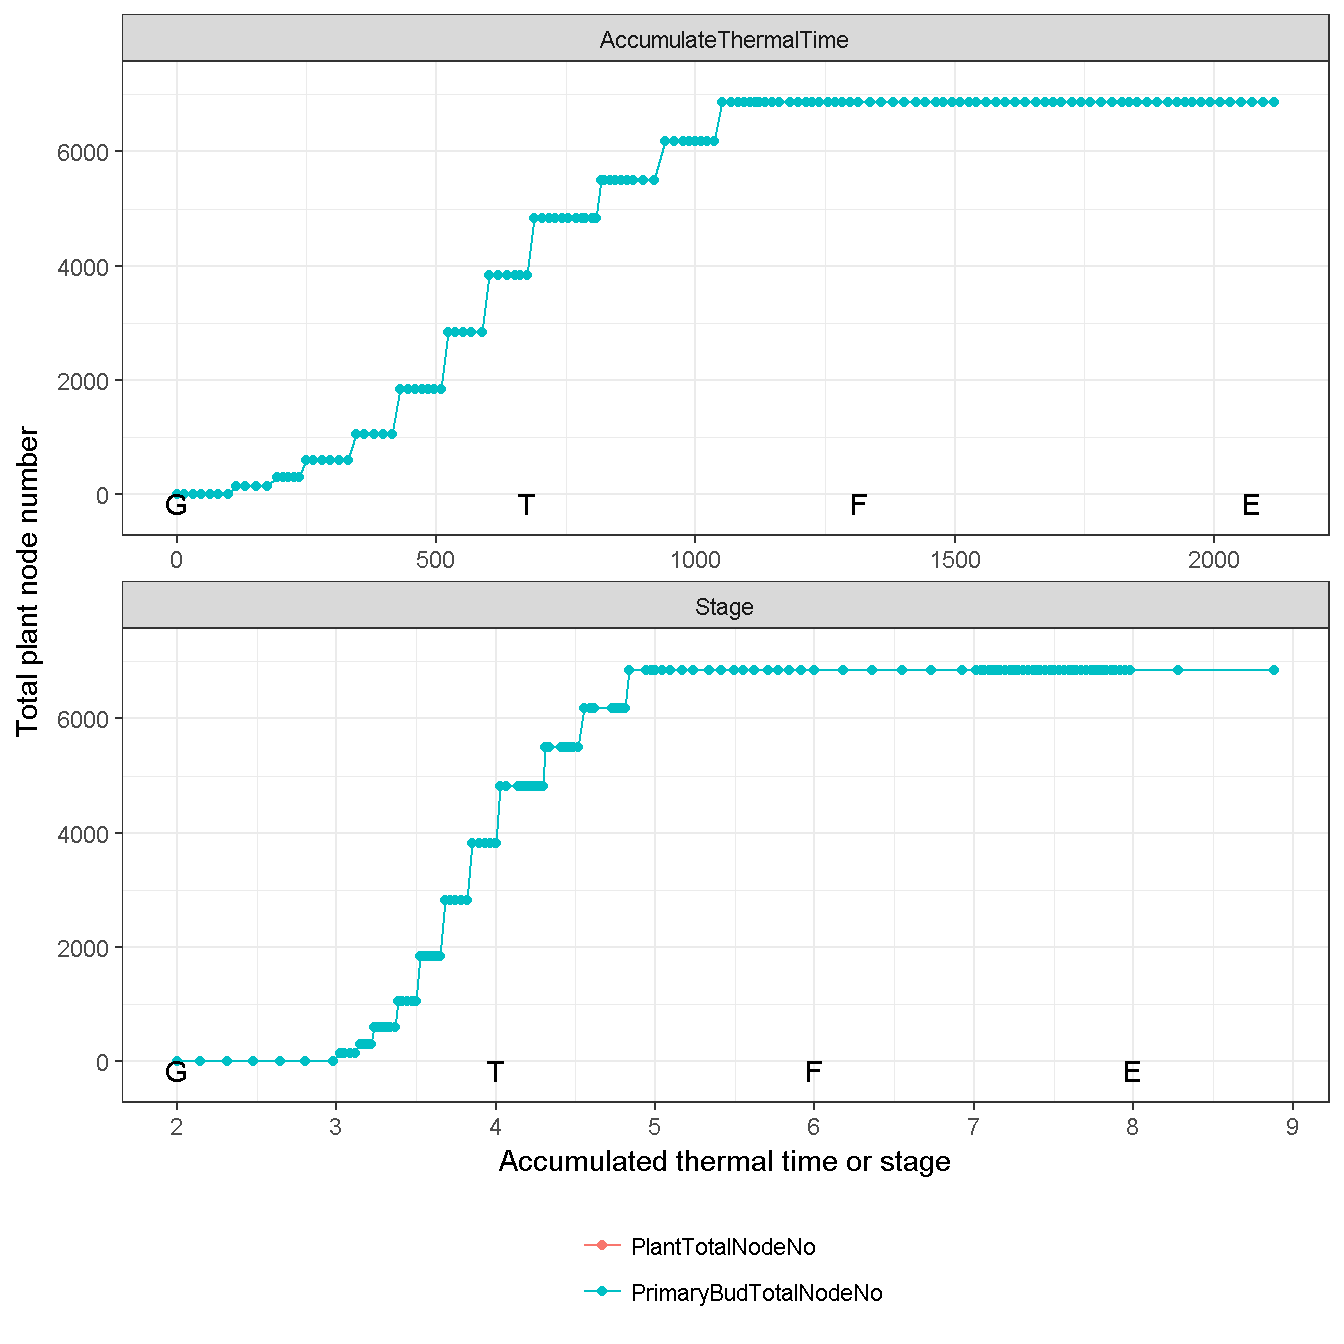 AccumulateThermalTime
6000
4000
2000
0
G T F E
0 500 1000 1500 2000
Total plant node number
Stage
6000
4000
2000
0
G T F E
2 3 4 5 6 7 8 9
Accumulated thermal time or stage
PlantTotalNodeNo
PrimaryBudTotalNodeNo